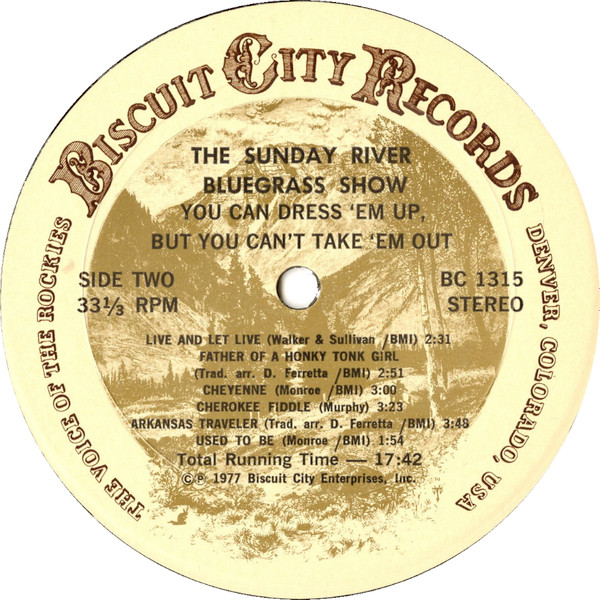 BISCUIT CITY RECORDS
THE VOICE OF THE ROCKIES
DENVER, COLORADO, USA
THE SUNDAY RIVER
BLUEGRASS SHOW
YOU CAN DRESS 'EM UP,
BUT YOU CAN'T TAKE 'EM OUT
SIDE TWO
33⅓ RPM
BC 1315
STEREO
LIVE AND LET LIVE (Walker & Sullivan /BMI) 2:31
FATHER OF A HONKY TONK GIRL
(Trad. arr. D. Ferretta /BMI) 2:51
CHEYENNE (Monroe /BMI) 3:00
CHEROKEE FIDDLE (Murphy) 3:23
ARKANSAS TRAVELER (Trad. arr. D. Ferretta /BMI) 3:48
USED TO BE (Monroe /BMI) 1:54
Total Running Time — 17:42
©℗ 1977 Biscuit City Enterprises, Inc.